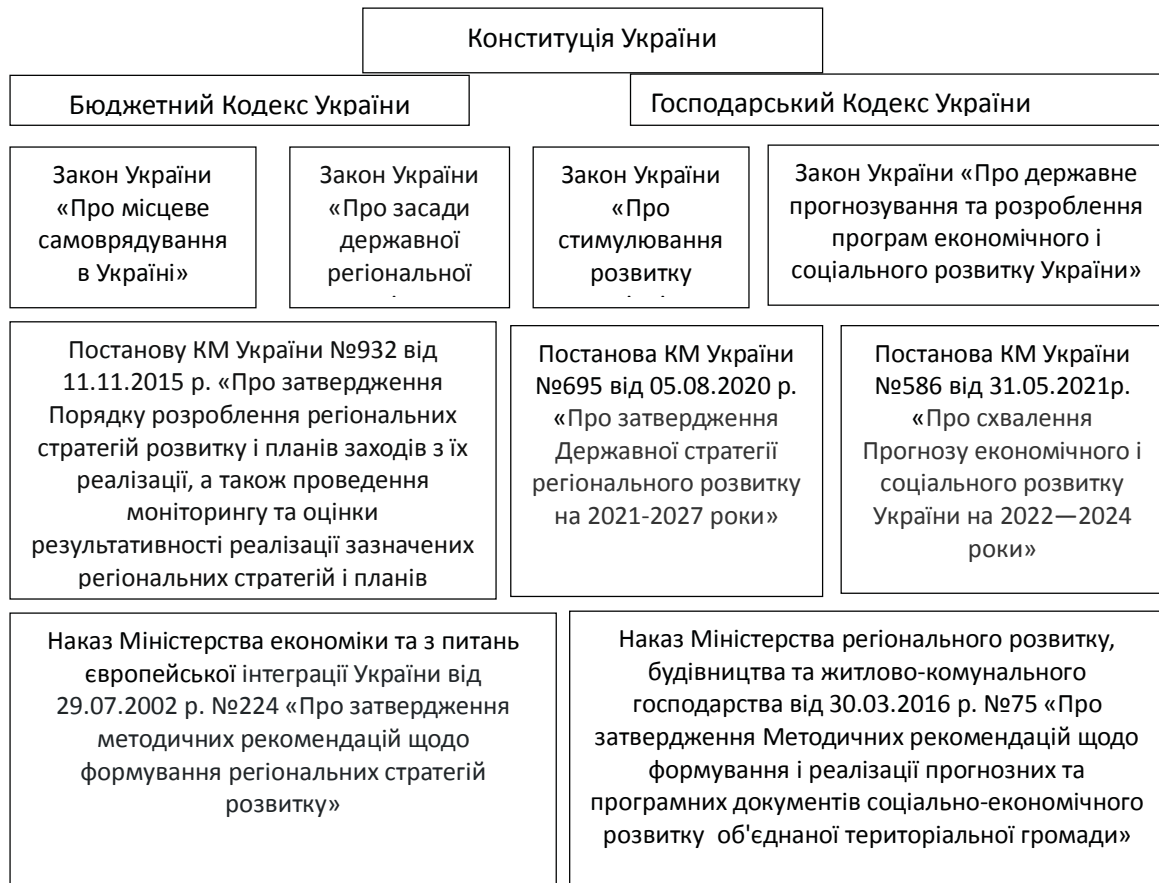 Конституція України
Бюджетний Кодекс України
Господарський Кодекс України
Закон України
«Про місцеве
самоврядування
в Україні»
Закон України
«Про засади
державної
регіональної
Закон України
«Про
стимулювання
розвитку
Закон України «Про державне
прогнозування та розроблення
програм економічного і
соціального розвитку України»
Постанову КМ України №932 від
11.11.2015 р. «Про затвердження
Порядку розроблення регіональних
стратегій розвитку і планів заходів з їх
реалізації, а також проведення
моніторингу та оцінки
результативності реалізації зазначених
регіональних стратегій і планів
Постанова КМ України
№695 від 05.08.2020 р.
«Про затвердження
Державної стратегії
регіонального розвитку
на 2021-2027 роки»
Постанова КМ України
№586 від 31.05.2021р.
«Про схвалення
Прогнозу економічного і
соціального розвитку
України на 2022—2024
роки»
Наказ Міністерства економіки та з питань
європейської інтеграції України від
29.07.2002 р. №224 «Про затвердження
методичних рекомендацій щодо
формування регіональних стратегій
розвитку»
Наказ Міністерства регіонального розвитку,
будівництва та житлово-комунального
господарства від 30.03.2016 р. №75 «Про
затвердження Методичних рекомендацій щодо
формування і реалізації прогнозних та
програмних документів соціально-економічного
розвитку об'єднаної територіальної громади»